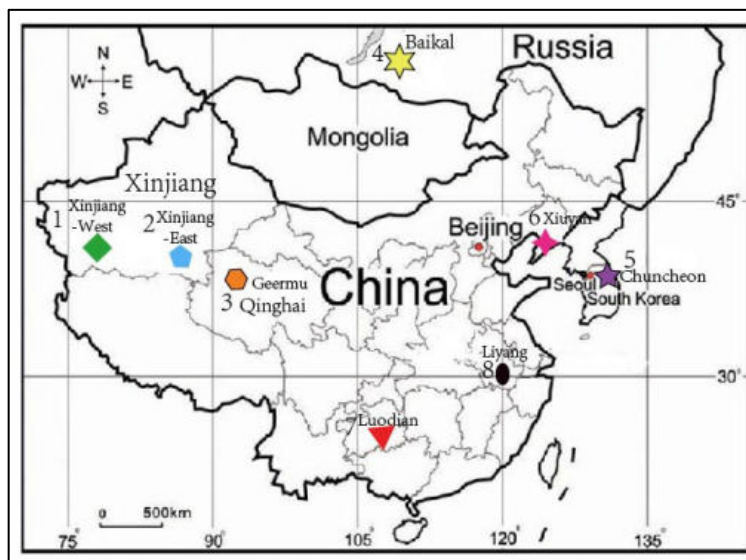 Baikal
4
Russia
N
W
E
S
Mongolia
Xinjiang
1
Xinjiang
-West
2
Xinjiang
-East
45°
Beijing
6
Xiuyan
5
Chuncheon
Seoul
South Korea
Geermu
3
Qinghai
China
Liyang
8
30°
7
Luodian
0
500km
75°
90°
105°
120°
135°